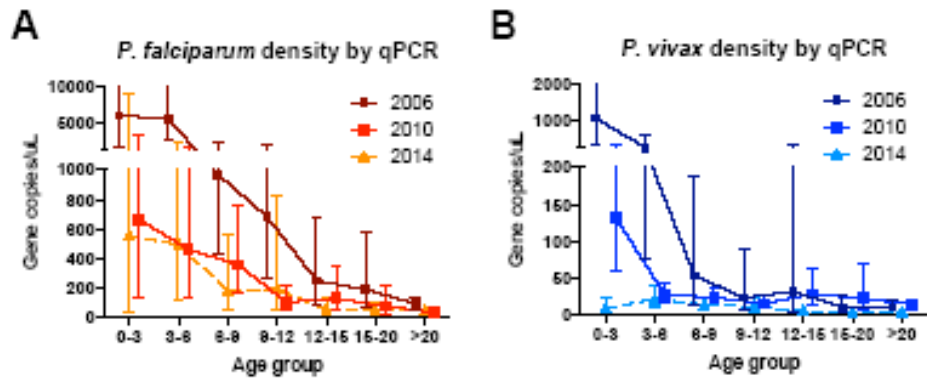 A
P. falciparum density by qPCR
10000
5000
1000
800
600
400
200
0
Gene copies/uL
2006
2010
2014
0-3 3-6 6-9 9-12 12-15 15-20 >20
Age group
B
P. vivax density by qPCR
2000
1000
200
150
100
50
0
Gene copies/uL
2006
2010
2014
0-3 3-6 6-9 9-12 12-15 15-20 >20
Age group